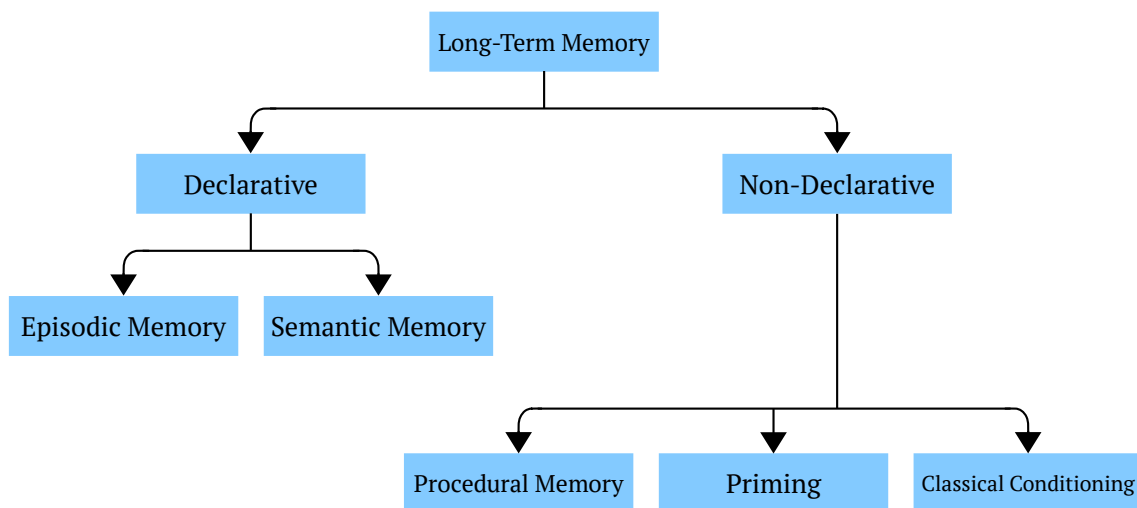 Long-Term Memory
Declarative
Non-Declarative
Episodic Memory
Semantic Memory
Procedural Memory
Priming
Classical Conditioning